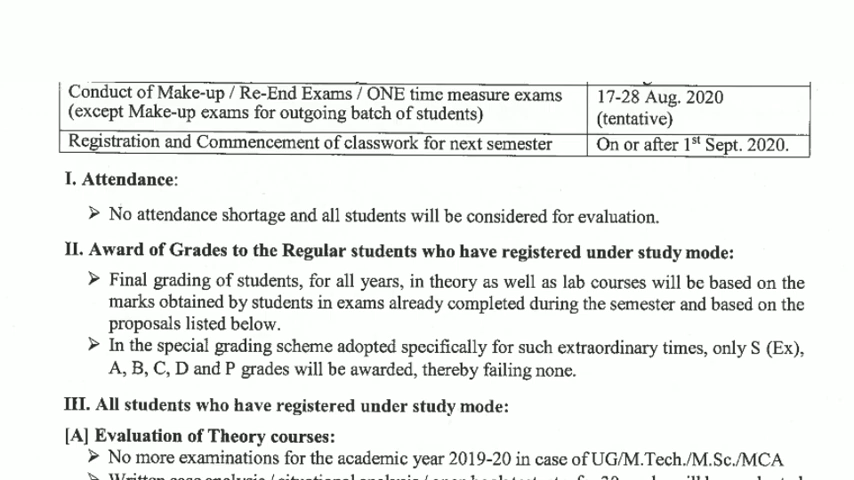 Conduct of Make-up / Re-End Exams / ONE time measure exams
(except Make-up exams for outgoing batch of students)
17-28 Aug. 2020
(tentative)
Registration and Commencement of classwork for next semester
On or after 1st Sept. 2020.
I. Attendance:
➢ No attendance shortage and all students will be considered for evaluation.
II. Award of Grades to the Regular students who have registered under study mode:
➢ Final grading of students, for all years, in theory as well as lab courses will be based on the
marks obtained by students in exams already completed during the semester and based on the
proposals listed below.
➢ In the special grading scheme adopted specifically for such extraordinary times, only S (Ex),
A, B, C, D and P grades will be awarded, thereby failing none.
III. All students who have registered under study mode:
[A] Evaluation of Theory courses:
➢ No more examinations for the academic year 2019-20 in case of UG/M.Tech./M.Sc./MCA
➢ Written case analysis / situational analysis / open book test